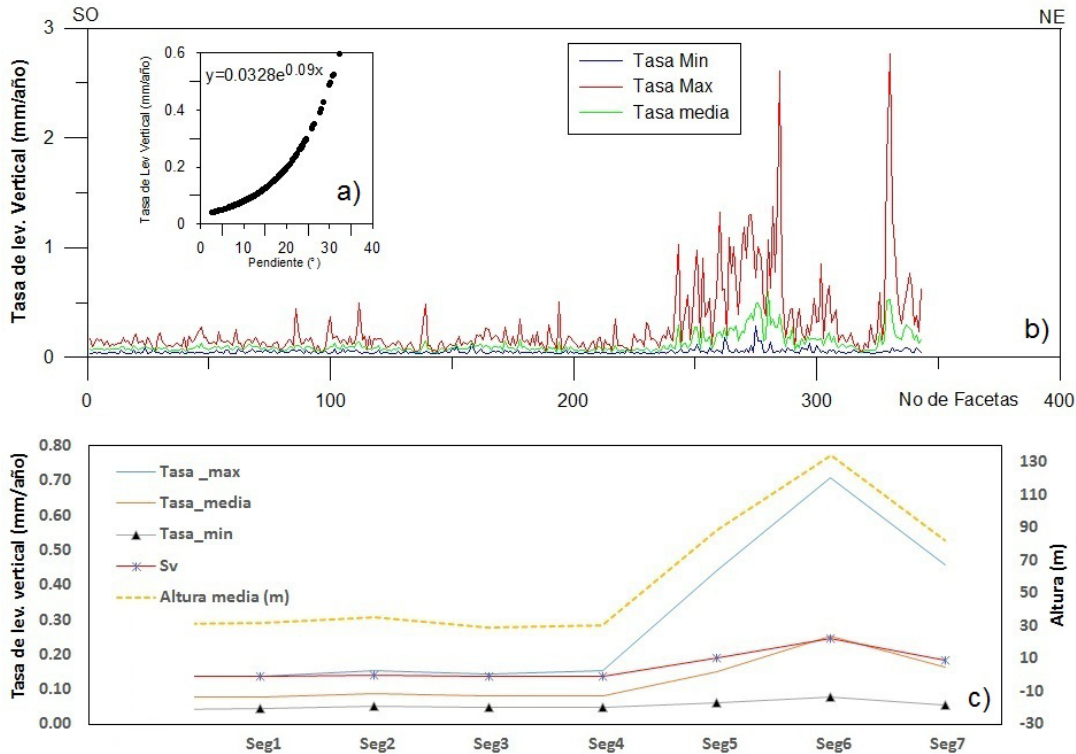 SO
NE
Tasa de lev. Vertical (mm/año)
3
2
1
0
0
100
200
300
400
No de Facetas
Tasa Min
Tasa Max
Tasa media
b)
Tasa de Lev Vertical (mm/año)
0.6
0.4
0.2
0
y=0.0328e^0.09x
a)
0 10 20 30 40
Pendiente (°)
Tasa de lev. vertical (mm/año)
0.80
0.70
0.60
0.50
0.40
0.30
0.20
0.10
0.00
Tasa _max
Tasa_media
Tasa_min
Sv
Altura media (m)
130
110
90
70
50
30
10
-10
-30
Altura (m)
c)
Seg1 Seg2 Seg3 Seg4 Seg5 Seg6 Seg7